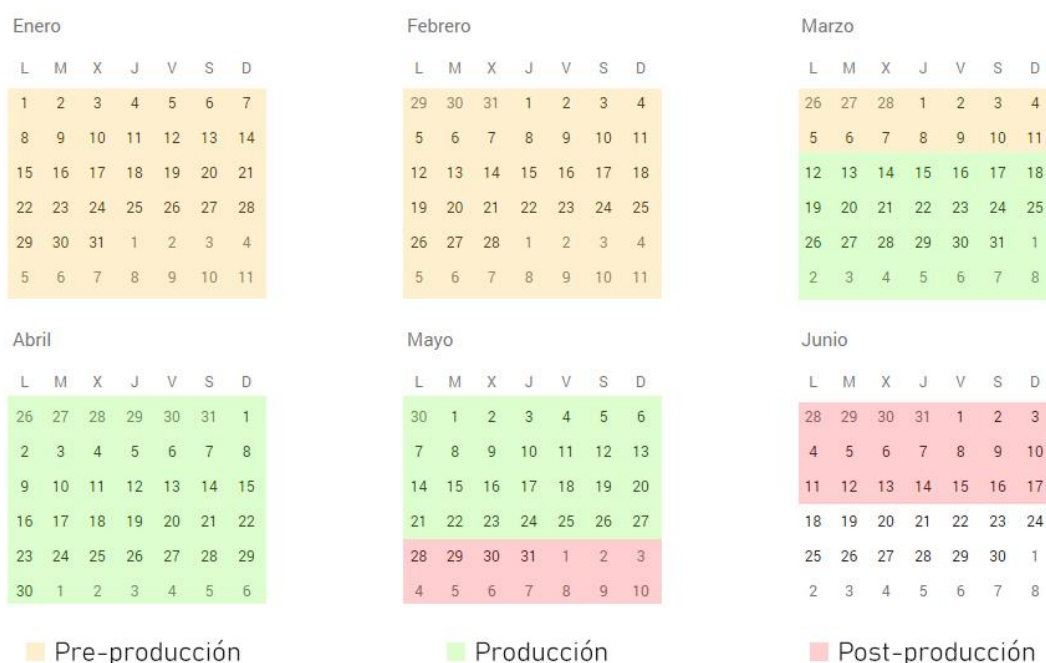 Enero Febrero Marzo
L M X J V S D L M X J V S D L M X J V S D
1 2 3 4 5 6 7 29 30 31 1 2 3 4 26 27 28 1 2 3 4
8 9 10 11 12 13 14 5 6 7 8 9 10 11 5 6 7 8 9 10 11
15 16 17 18 19 20 21 12 13 14 15 16 17 18 12 13 14 15 16 17 18
22 23 24 25 26 27 28 19 20 21 22 23 24 25 19 20 21 22 23 24 25
29 30 31 1 2 3 4 26 27 28 1 2 3 4 26 27 28 29 30 31 1
5 6 7 8 9 10 11 5 6 7 8 9 10 11 2 3 4 5 6 7 8
Abril Mayo Junio
L M X J V S D L M X J V S D L M X J V S D
26 27 28 29 30 31 1 30 1 2 3 4 5 6 28 29 30 31 1 2 3
2 3 4 5 6 7 8 7 8 9 10 11 12 13 4 5 6 7 8 9 10
9 10 11 12 13 14 15 14 15 16 17 18 19 20 11 12 13 14 15 16 17
16 17 18 19 20 21 22 21 22 23 24 25 26 27 18 19 20 21 22 23 24
23 24 25 26 27 28 29 28 29 30 31 1 2 3 25 26 27 28 29 30 1
30 1 2 3 4 5 6 4 5 6 7 8 9 10 2 3 4 5 6 7 8
Pre-producción Producción Post-producción